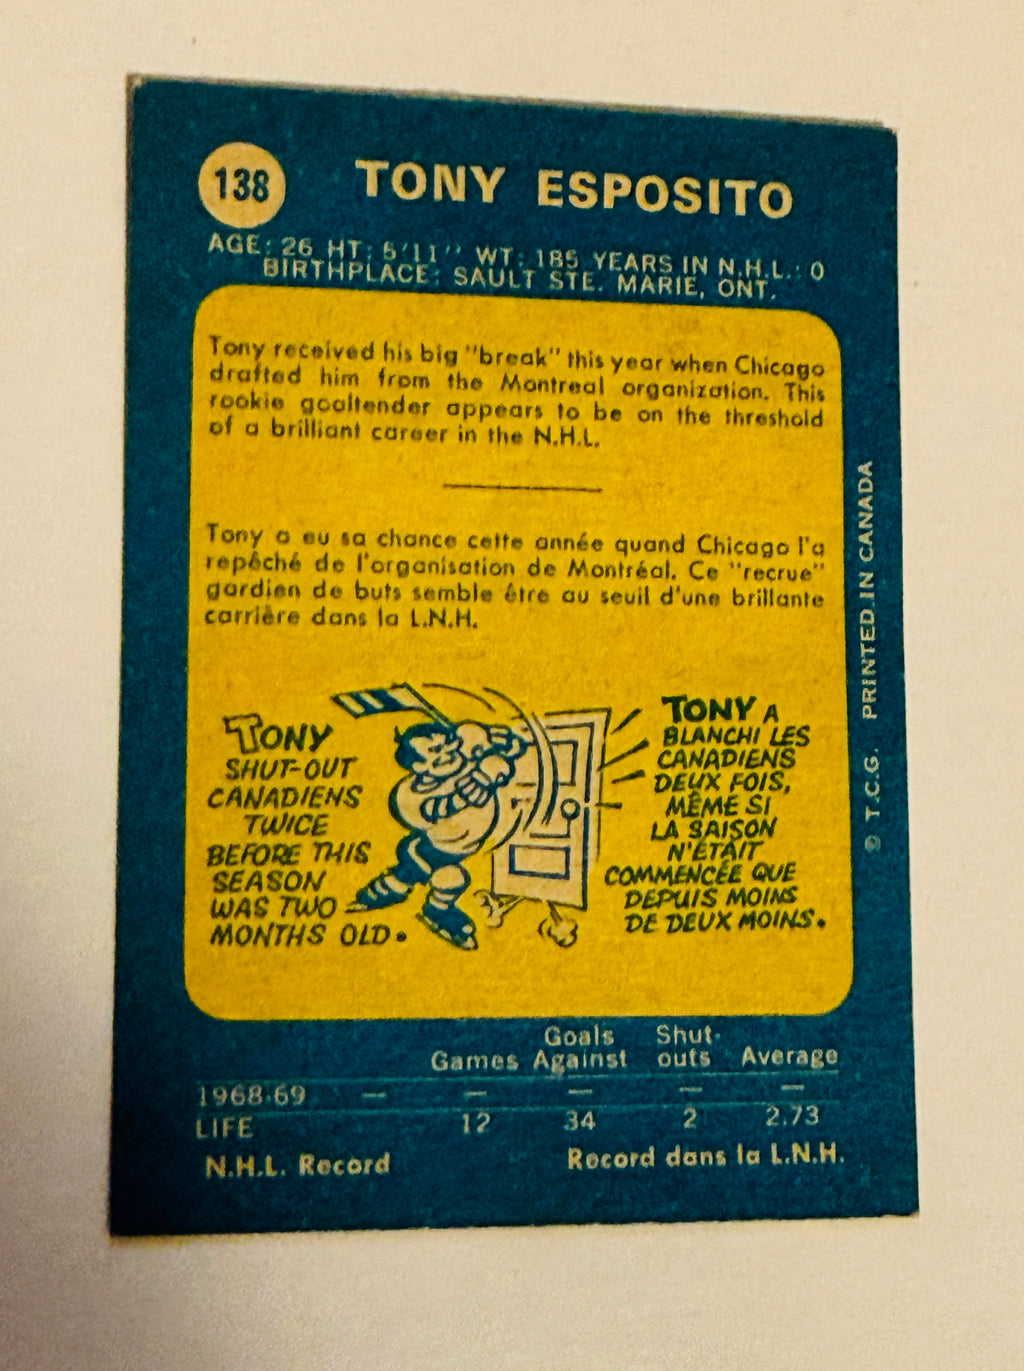 138
TONY ESPOSITO
AGE: 26 HT: 5'11" WT: 185 YEARS IN N.H.L.: 0
BIRTHPLACE: SAULT STE. MARIE, ONT.
Tony received his big "break" this year when Chicago
drafted him from the Montreal organization. This
rookie goaltender appears to be on the threshold
of a brilliant career in the N.H.L.
Tony a eu sa chance cette année quand Chicago l'a
repêché de l'organisation de Montréal. Ce "recrue"
gardien de buts semble être au seuil d'une brillante
carrière dans la L.N.H.
TONY
SHUT-OUT
CANADIENS
TWICE
BEFORE THIS
SEASON
WAS TWO
MONTHS OLD.
TONY A
BLANCHI LES
CANADIENS
DEUX FOIS,
MÊME SI
LA SAISON
N'ÉTAIT
COMMENCÉE QUE
DEPUIS MOINS
DE DEUX MOINS.
© T.C.G. PRINTED IN CANADA
Goals Shut-
Games Against outs Average
1968-69 — — — — —
LIFE 12 34 2 2.73
N.H.L. Record Record dans la L.N.H.